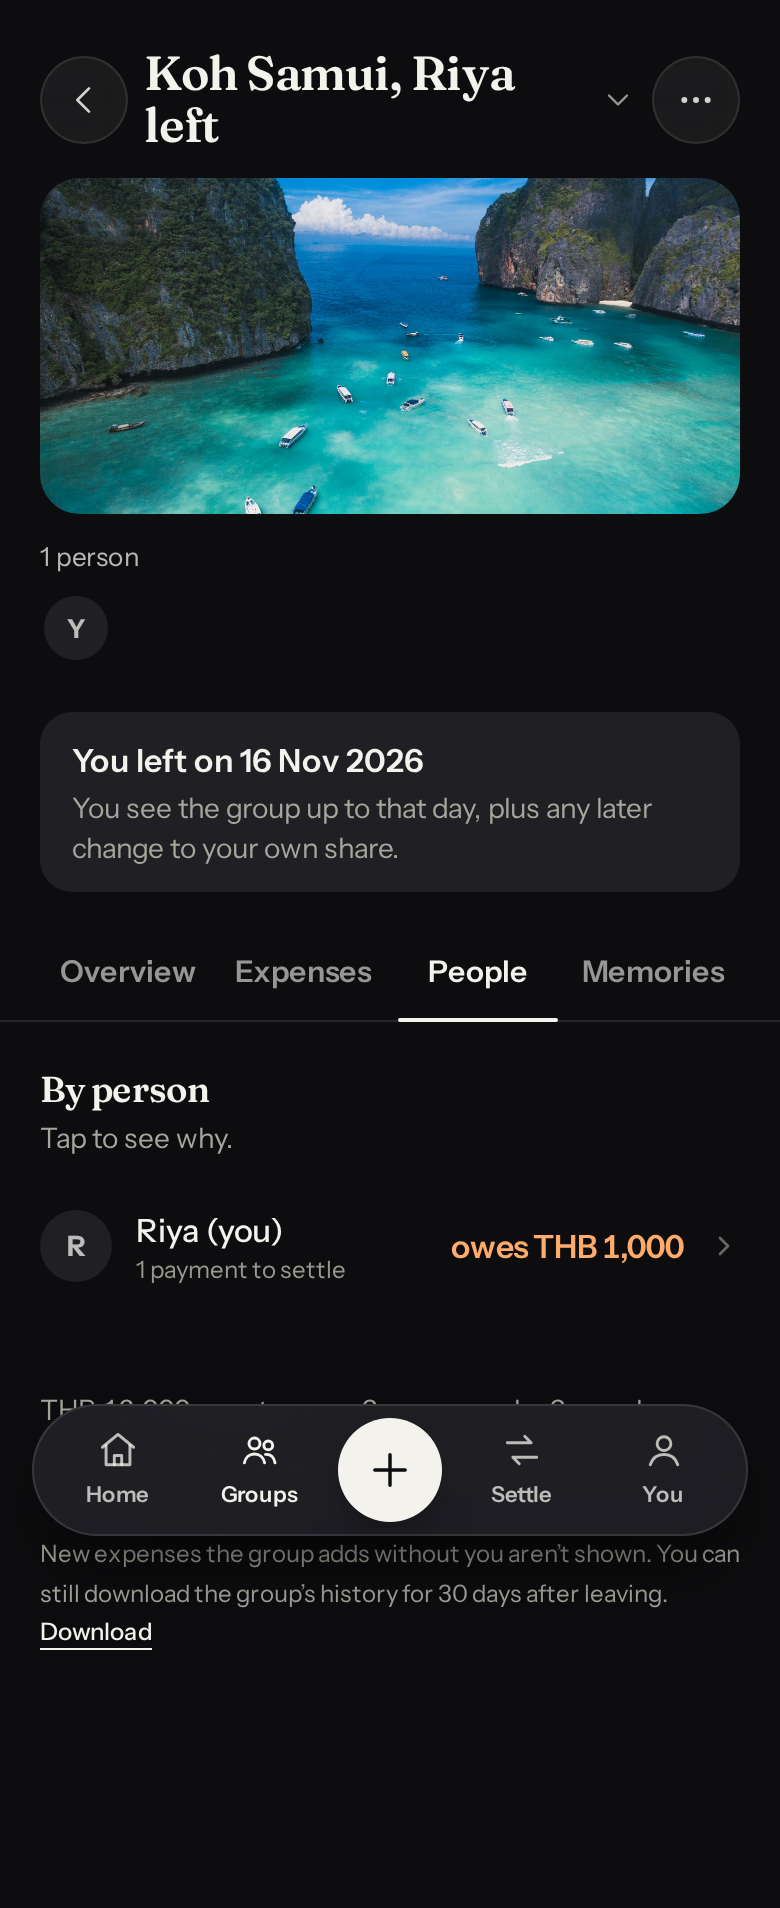 Koh Samui, Riya
left
1 person
Y
You left on 16 Nov 2026
You see the group up to that day, plus any later
change to your own share.
Overview Expenses People Memories
By person
Tap to see why.
R
Riya (you)
1 payment to settle
owes THB 1,000
THB
Home Groups Settle You
New expenses the group adds without you aren’t shown. You can
still download the group’s history for 30 days after leaving.
Download